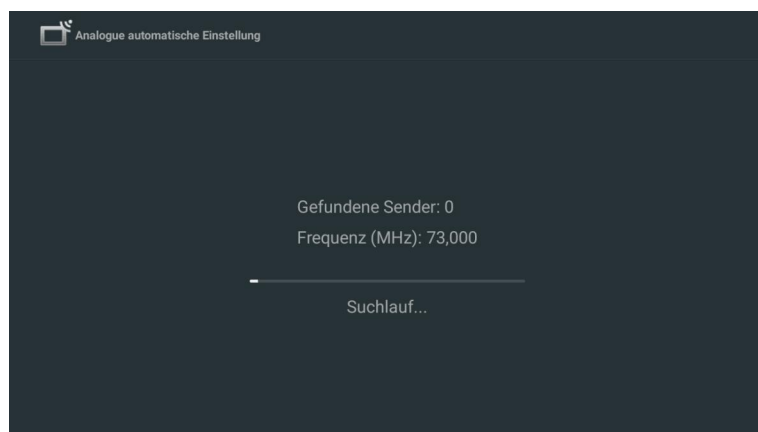 Analogue automatische Einstellung
Gefundene Sender: 0
Frequenz (MHz): 73,000
Suchlauf...